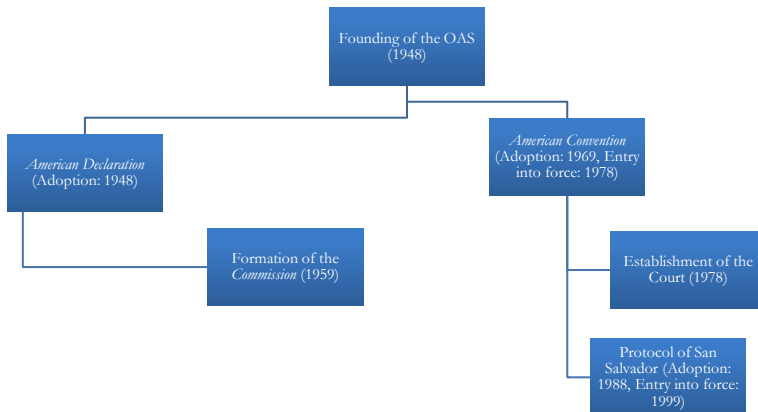 Founding of the OAS
(1948)
American Declaration
(Adoption: 1948)
American Convention
(Adoption: 1969, Entry
into force: 1978)
Formation of the
Commission (1959)
Establishment of the
Court (1978)
Protocol of San
Salvador (Adoption:
1988, Entry into force:
1999)